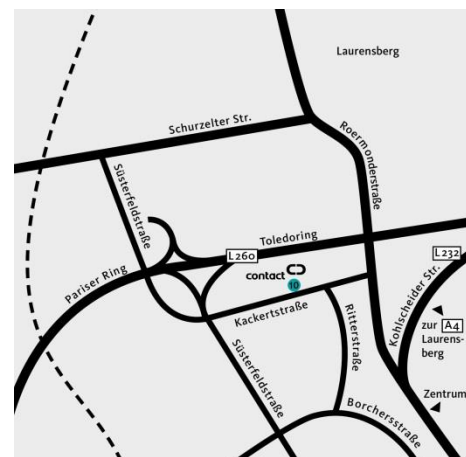 Laurensberg
Schurzelter Str.
Roermonderstraße
Süsterfeldstraße
Toledoring
L260
L232
Pariser Ring
contact
10
Kackertstraße
Kohlscheider Str.
Ritterstraße
zur A4
Laurens-
berg
Süsterfeldstraße
Zentrum
Borchersstraße